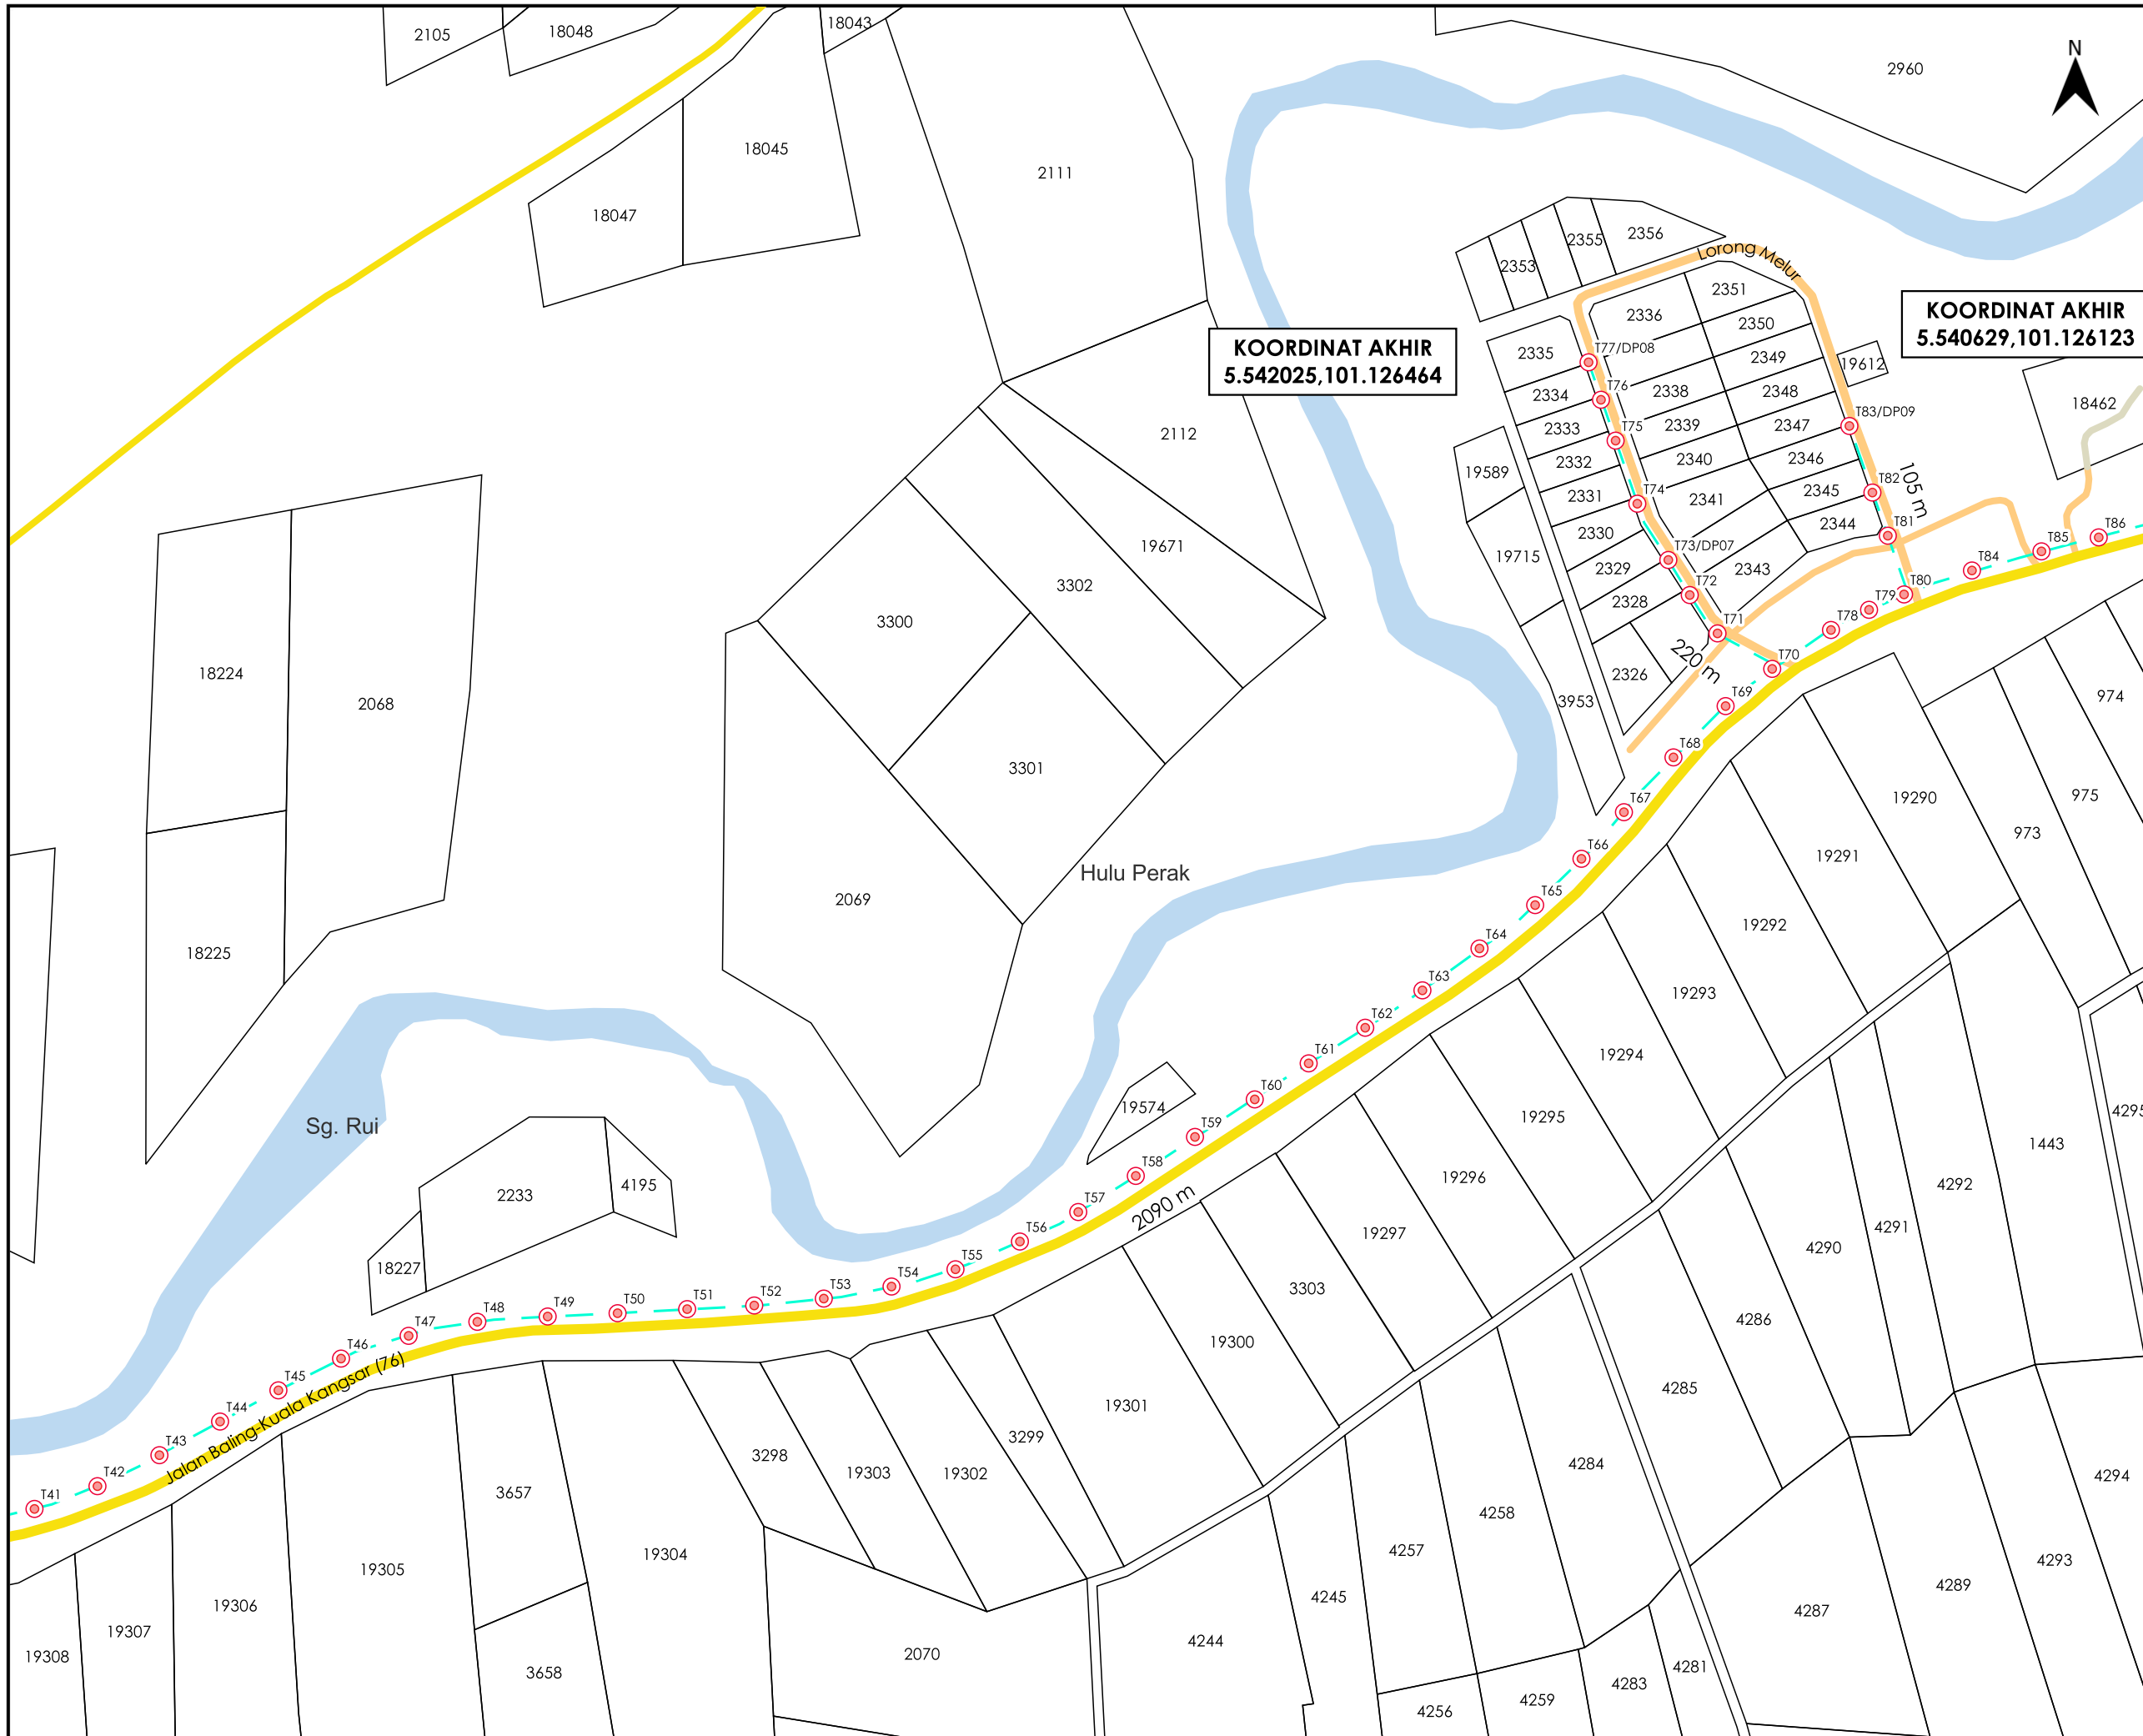 2105
18048
18043
2960
N
18045
2111
18047
2355
2356
2353
Lorong Melur
2351
2336
2350
KOORDINAT AKHIR
5.540629,101.126123
KOORDINAT AKHIR
5.542025,101.126464
2335
T77/DP08
2349
19612
2334
T76
2338
2348
18462
T83/DP09
2333
T75
2339
2347
2112
19589
2332
2340
2346
105 m
2331
T74
2341
2345
T82
2344
T81
2330
T73/DP07
19715
19671
2329
2343
T84
T85
T86
2328
T72
T79
T80
3302
T71
T78
3300
220 m
T70
18224
2068
2326
3953
T69
974
T68
3301
19290
975
T67
973
T66
19291
Hulu Perak
2069
T65
19292
18225
T64
T63
19293
T62
19294
T61
T60
19574
19295
Sg. Rui
4295
T59
1443
T58
19296
2233
4195
4292
T57
2090 m
T56
19297
4291
4290
18227
T55
T54
3303
T53
T52
T51
T50
T49
T48
T47
19300
4286
T46
Jalan Baling-Kuala Kangsar (76)
T45
4285
T44
19301
T43
3299
3298
19303
19302
4284
4294
T42
3657
T41
4258
4257
19304
19305
4293
4289
4245
19306
4287
19307
4244
2070
19308
3658
4281
4283
4259
4256